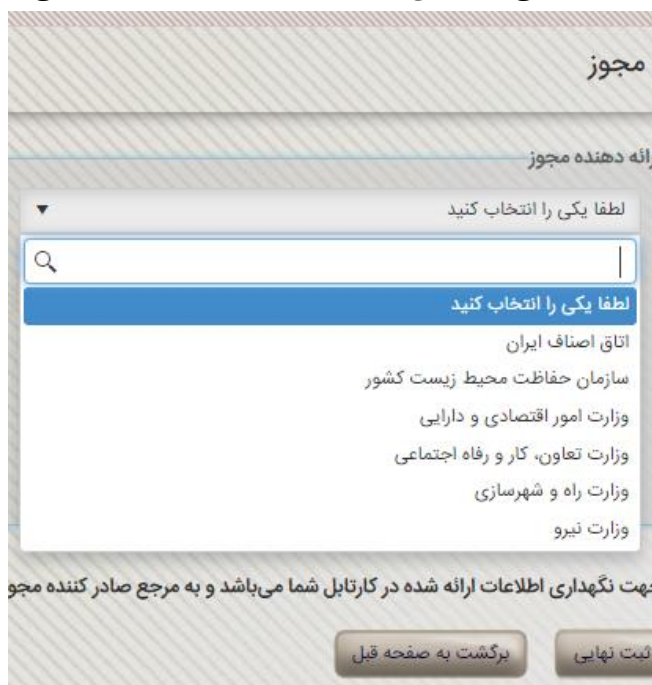 مجوز
ارائه دهنده مجوز
لطفا یکی را انتخاب کنید
لطفا یکی را انتخاب کنید
اتاق اصناف ایران
سازمان حفاظت محیط زیست کشور
وزارت امور اقتصادی و دارایی
وزارت تعاون، کار و رفاه اجتماعی
وزارت راه و شهرسازی
وزارت نیرو
جهت نگهداری اطلاعات ارائه شده در کارتابل شما می‌باشد و به مرجع صادر کننده مجو
ثبت نهایی برگشت به صفحه قبل